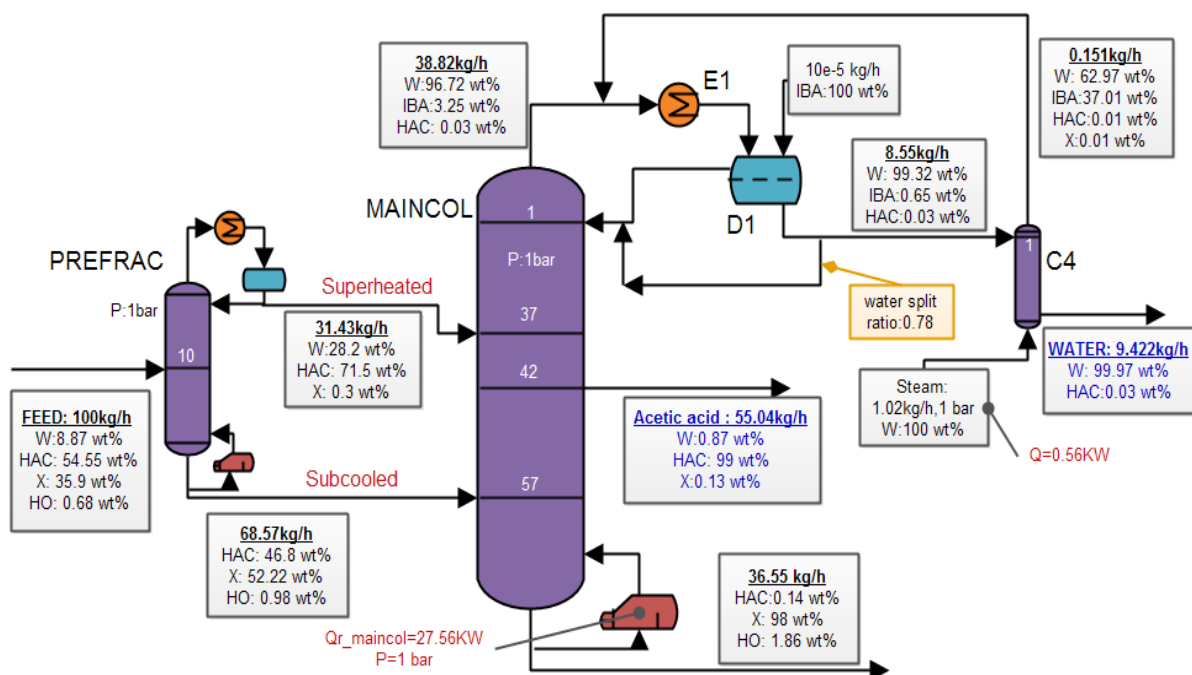 38.82kg/h
W:96.72 wt%
IBA:3.25 wt%
HAC: 0.03 wt%
E1
10e-5 kg/h
IBA:100 wt%
0.151kg/h
W: 62.97 wt%
IBA:37.01 wt%
HAC:0.01 wt%
X:0.01 wt%
8.55kg/h
W: 99.32 wt%
IBA:0.65 wt%
HAC:0.03 wt%
MAINCOL
1
D1
1
C4
PREFRAC
P:1bar
P:1bar
Superheated
37
water split
ratio:0.78
31.43kg/h
W:28.2 wt%
HAC: 71.5 wt%
X: 0.3 wt%
10
42
WATER: 9.422kg/h
W: 99.97 wt%
HAC:0.03 wt%
Steam:
1.02kg/h,1 bar
W:100 wt%
FEED: 100kg/h
W:8.87 wt%
HAC: 54.55 wt%
X: 35.9 wt%
HO: 0.68 wt%
Acetic acid : 55.04kg/h
W:0.87 wt%
HAC: 99 wt%
X:0.13 wt%
Q=0.56KW
Subcooled
57
68.57kg/h
HAC: 46.8 wt%
X: 52.22 wt%
HO: 0.98 wt%
36.55 kg/h
HAC:0.14 wt%
X: 98 wt%
HO: 1.86 wt%
Qr_maincol=27.56KW
P=1 bar